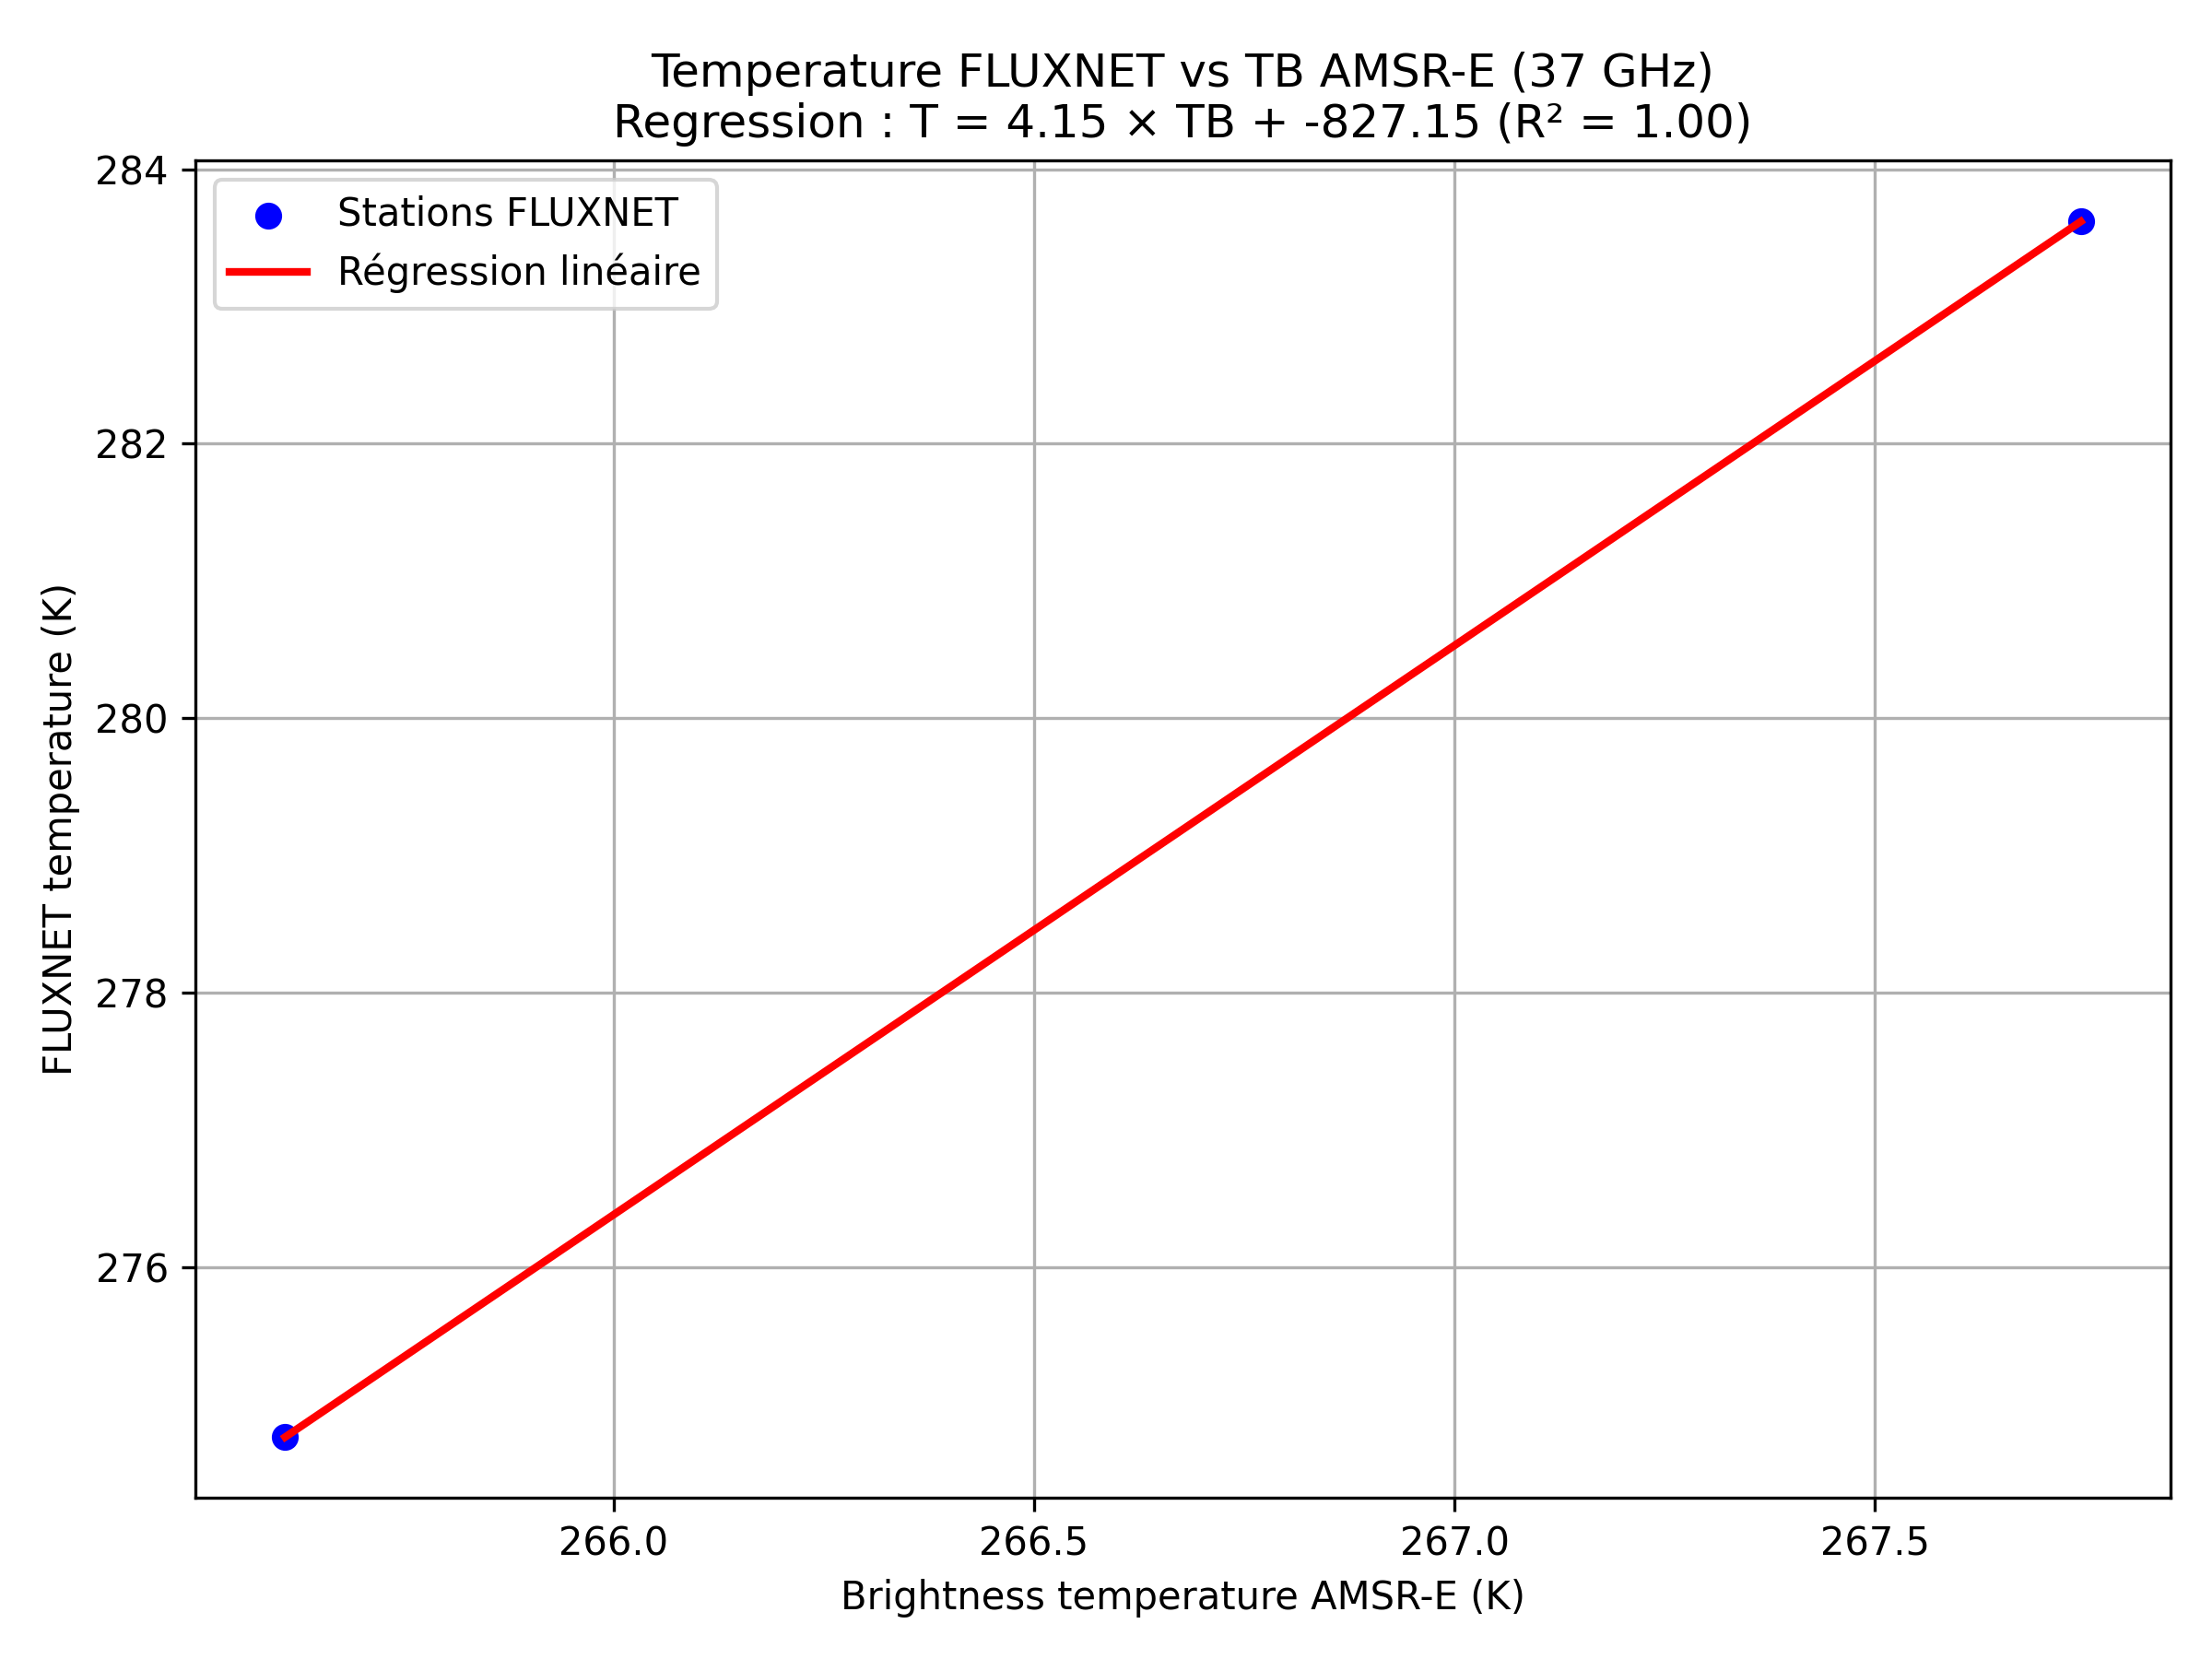 Temperature FLUXNET vs TB AMSR-E (37 GHz)
Regression : T = 4.15 × TB + -827.15 (R² = 1.00)
Stations FLUXNET
Régression linéaire
284
282
280
278
276
FLUXNET temperature (K)
266.0
266.5
267.0
267.5
Brightness temperature AMSR-E (K)